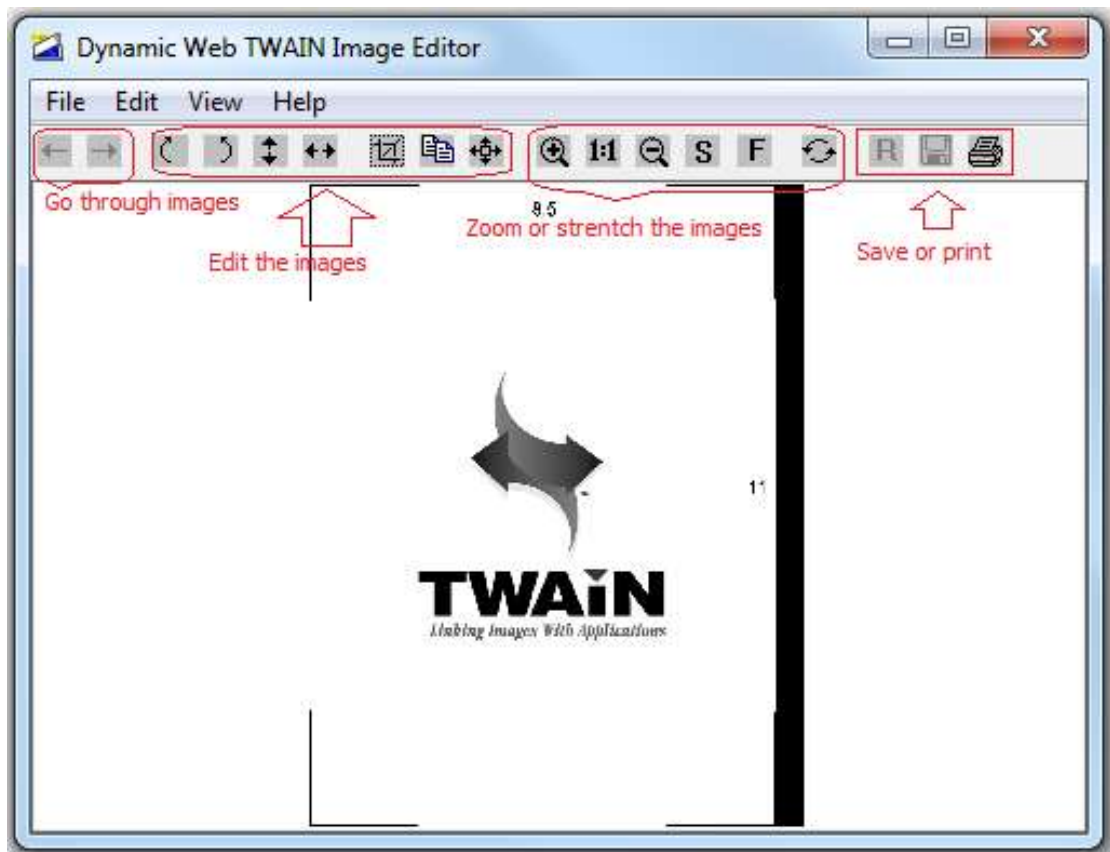 Dynamic Web TWAIN Image Editor
File Edit View Help
1:1 S F R
Go through images
8.5
Zoom or strentch the images
Save or print
Edit the images
11
TWAIN
Linking Images With Applications